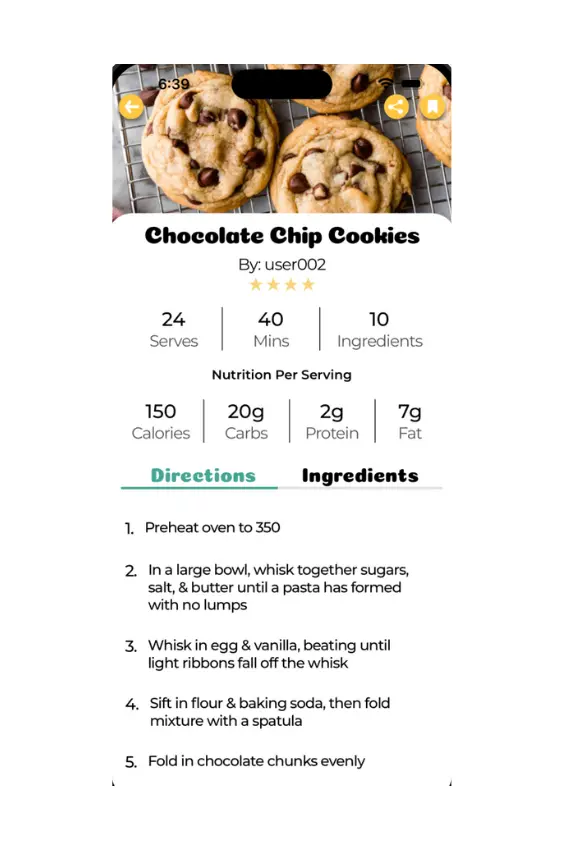 6:39
Chocolate Chip Cookies
By: user002
24 40 10
Serves Mins Ingredients
Nutrition Per Serving
150 20g 2g 7g
Calories Carbs Protein Fat
Directions Ingredients
1. Preheat oven to 350
2. In a large bowl, whisk together sugars,
salt, & butter until a pasta has formed
with no lumps
3. Whisk in egg & vanilla, beating until
light ribbons fall off the whisk
4. Sift in flour & baking soda, then fold
mixture with a spatula
5. Fold in chocolate chunks evenly